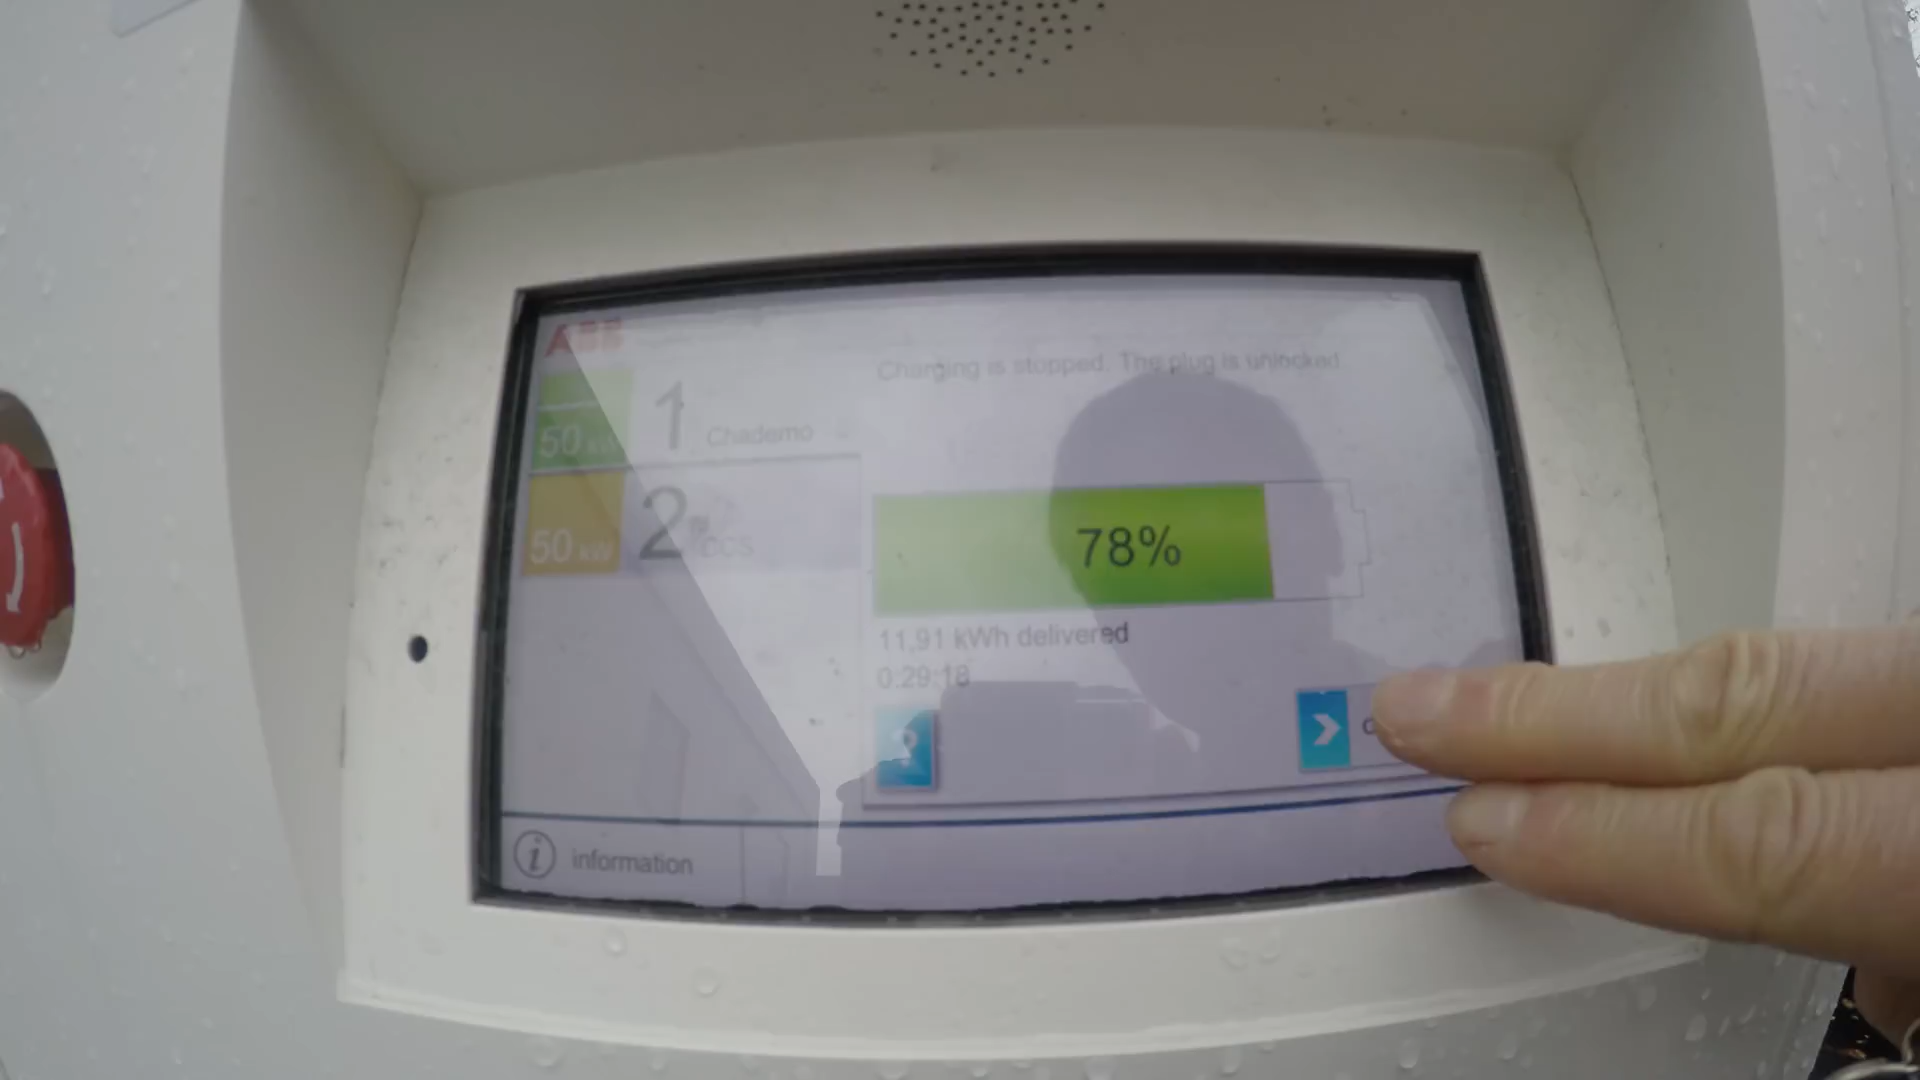 ABB
Charging is stopped. The plug is unlocked.
50 kW
1 Chademo
50 kW
2 CCS
78%
11,91 kWh delivered
0:29:18
?
i information